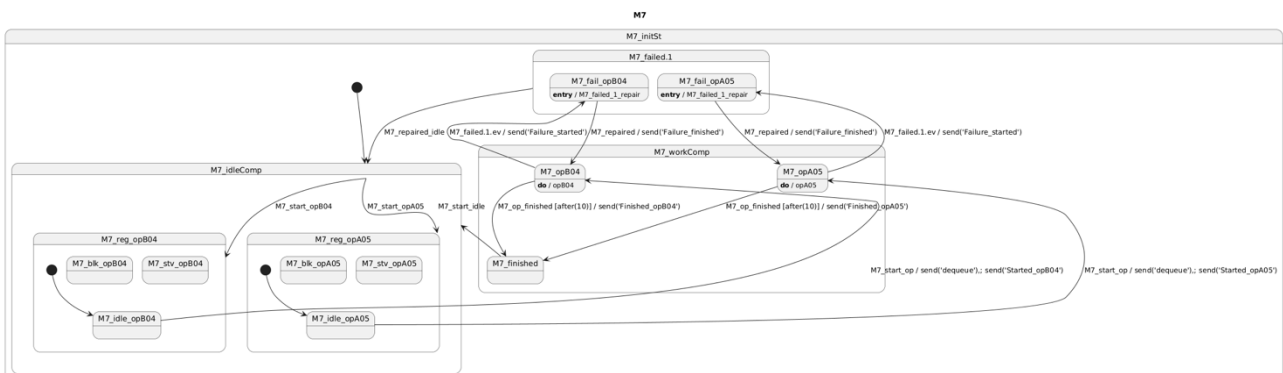 M7
M7_initSt
M7_failed.1
M7_fail_opB04
entry / M7_failed_1_repair
M7_fail_opA05
entry / M7_failed_1_repair
M7_repaired_idle
M7_failed.1.ev / send('Failure_started')
M7_repaired / send('Failure_finished')
M7_repaired / send('Failure_finished')
M7_failed.1.ev / send('Failure_started')
M7_workComp
M7_idleComp
M7_opB04
do / opB04
M7_opA05
do / opA05
M7_start_opB04
M7_start_opA05
M7_start_idle
M7_op_finished [after(10)] / send('Finished_opB04')
M7_op_finished [after(10)] / send('Finished_opA05')
M7_reg_opB04
M7_reg_opA05
M7_blk_opB04
M7_stv_opB04
M7_blk_opA05
M7_stv_opA05
M7_finished
M7_start_op / send('dequeue'),; send('Started_opB04')
M7_start_op / send('dequeue'),; send('Started_opA05')
M7_idle_opB04
M7_idle_opA05